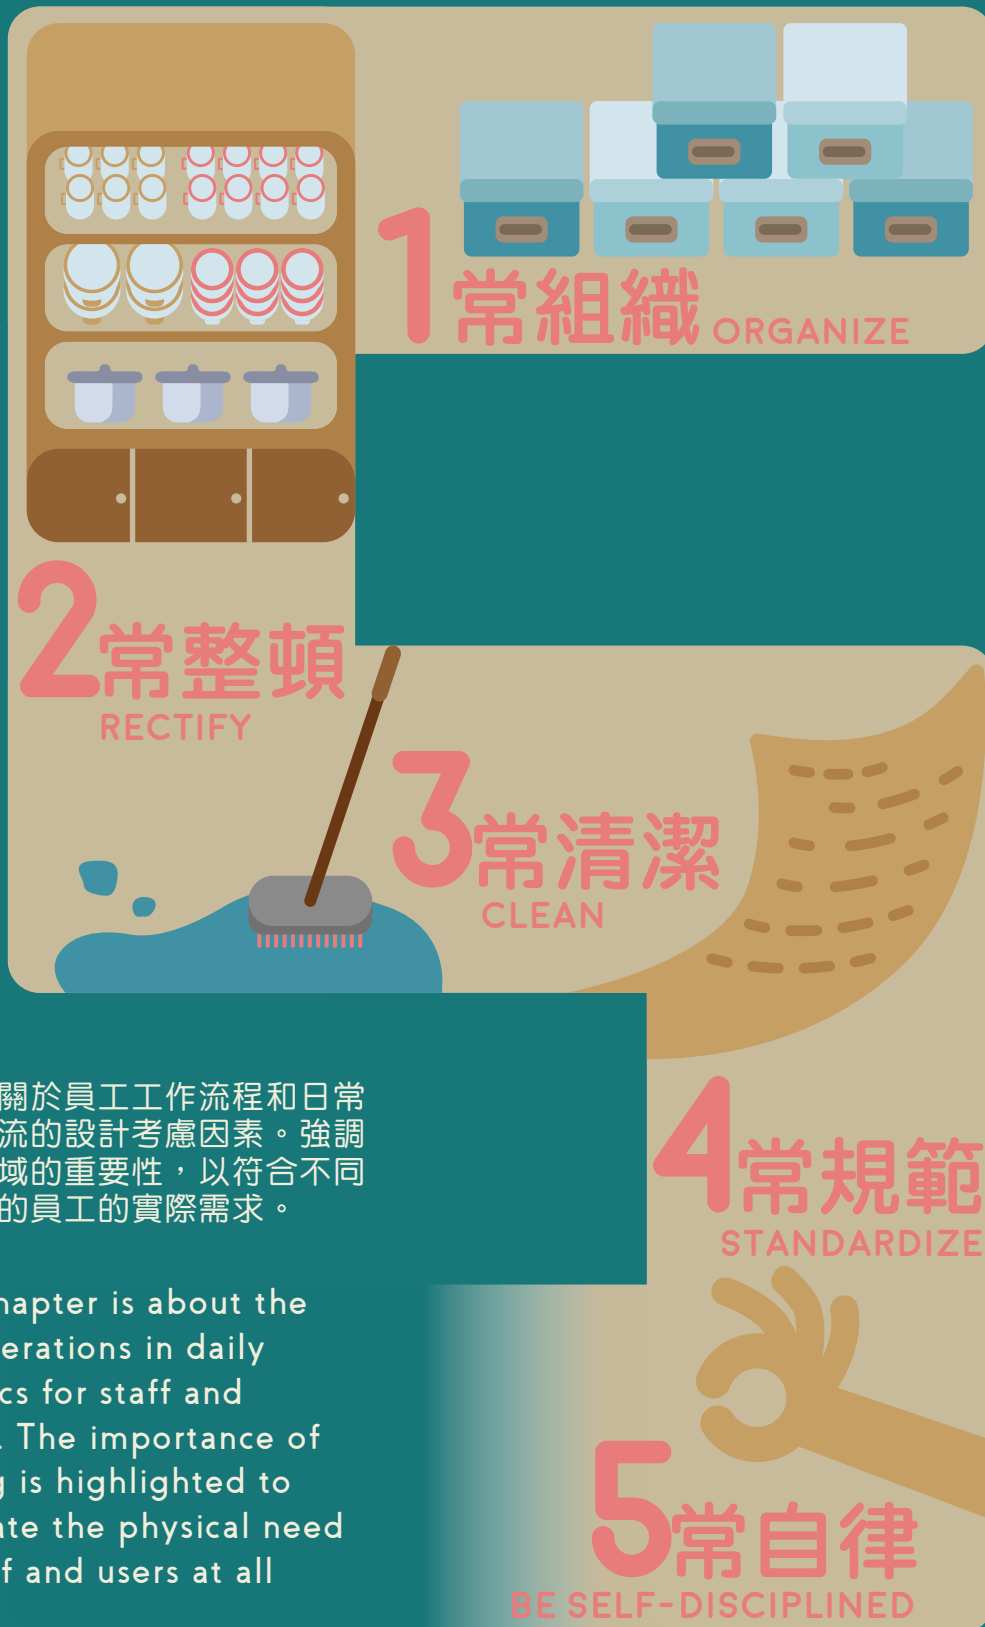 1
常組織 ORGANIZE
2
常整頓
RECTIFY
3
常清潔
CLEAN
關於員工工作流程和日常
流的設計考慮因素。強調
域的重要性，以符合不同
的員工的實際需求。
4
常規範
STANDARDIZE
hapter is about the
erations in daily
cs for staff and
. The importance of
g is highlighted to
ate the physical need
f and users at all
5
常自律
BE SELF-DISCIPLINED